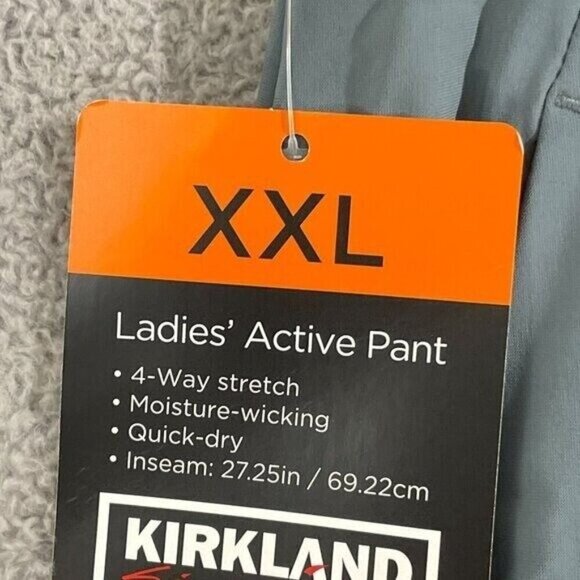 XXL
Ladies' Active Pant
• 4-Way stretch
• Moisture-wicking
• Quick-dry
• Inseam: 27.25in / 69.22cm
KIRKLAND